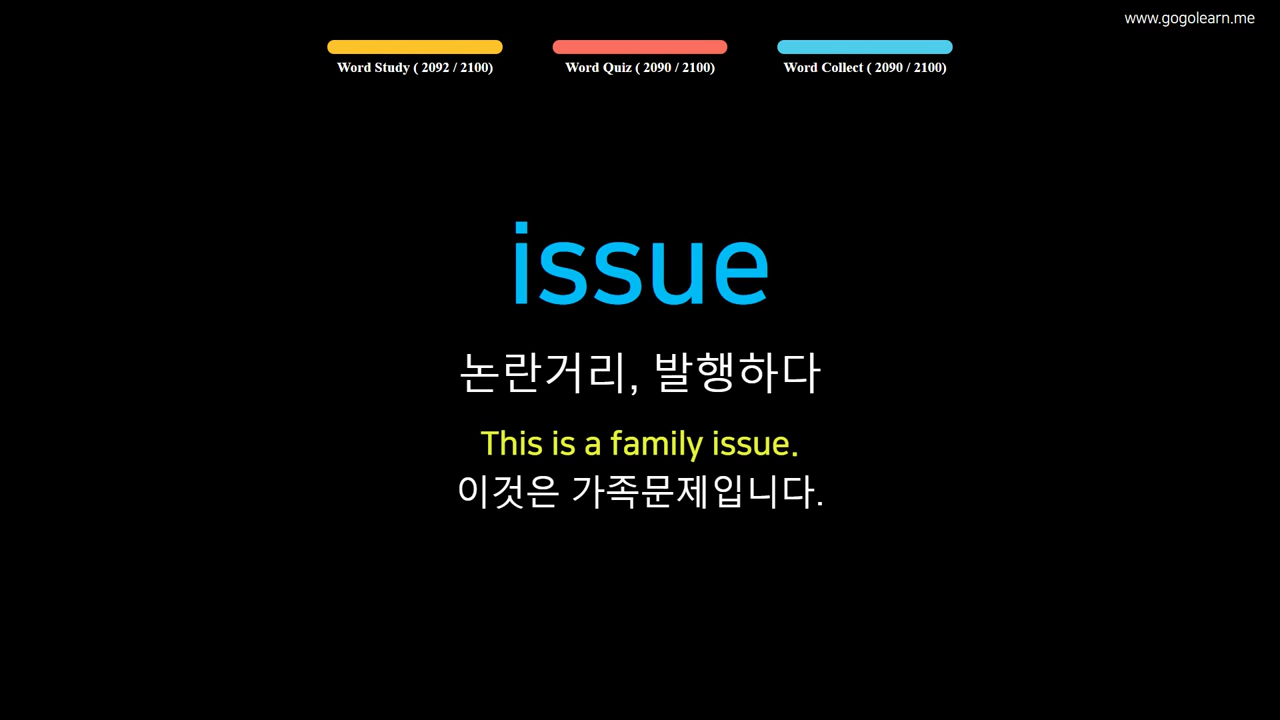 www.gogolearn.me
Word Study ( 2092 / 2100)
Word Quiz ( 2090 / 2100)
Word Collect ( 2090 / 2100)
issue
논란거리, 발행하다
This is a family issue.
이것은 가족문제입니다.